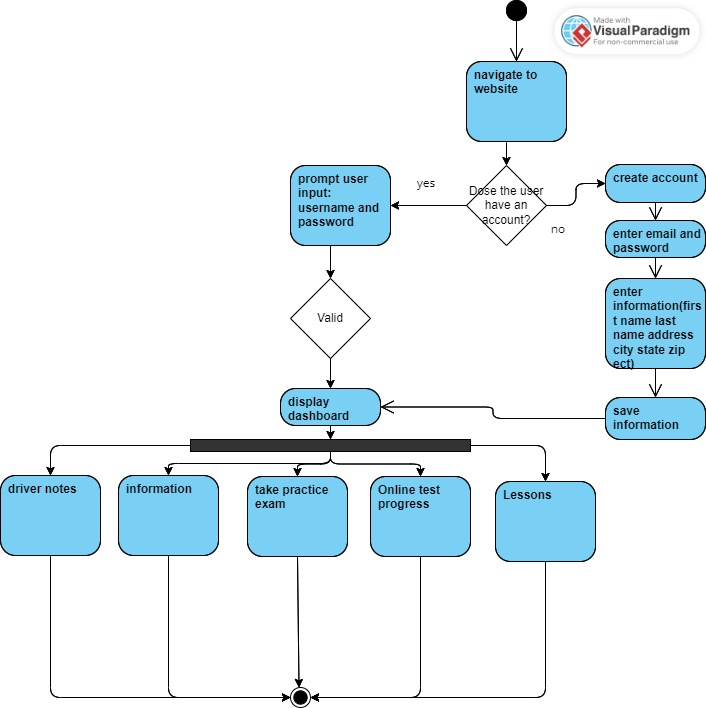 Made with
Visual Paradigm
For non-commercial use
navigate to
website
prompt user
input:
username and
password
yes
Dose the user
have an
account?
no
create account
enter email and
password
enter
information(firs
t name last
name address
city state zip
ect)
Valid
display
dashboard
save
information
driver notes
information
take practice
exam
Online test
progress
Lessons